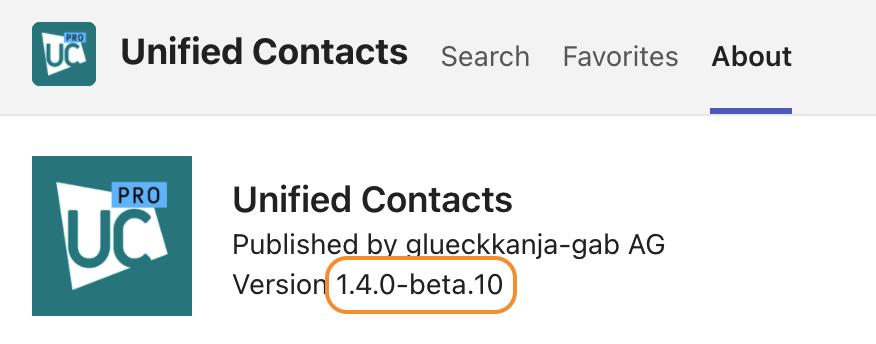 UC PRO Unified Contacts Search Favorites About
UC PRO
Unified Contacts
Published by glueckkanja-gab AG
Version 1.4.0-beta.10